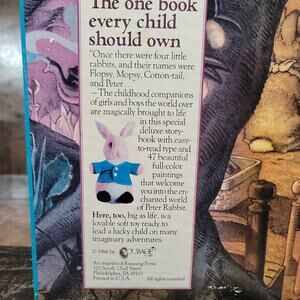 The one book
every child
should own
"Once there were four little
rabbits, and their names were
Flopsy, Mopsy, Cotton-tail,
and Peter..."
—The childhood companions
of girls and boys the world over
are magically brought to life
in this special
deluxe story-
book with easy-
to-read type and
47 beautiful
full-color
paintings
that welcome
you into the en-
chanted world
of Peter Rabbit.
Here, too, big as life, is a
lovable soft toy ready to
lead a lucky child on many
imaginary adventures
© 1986 by COURAGE
An imprint of Running Press
125 South 22nd Street
Philadelphia, PA 19103
Printed in U.S.A. All rights reserved